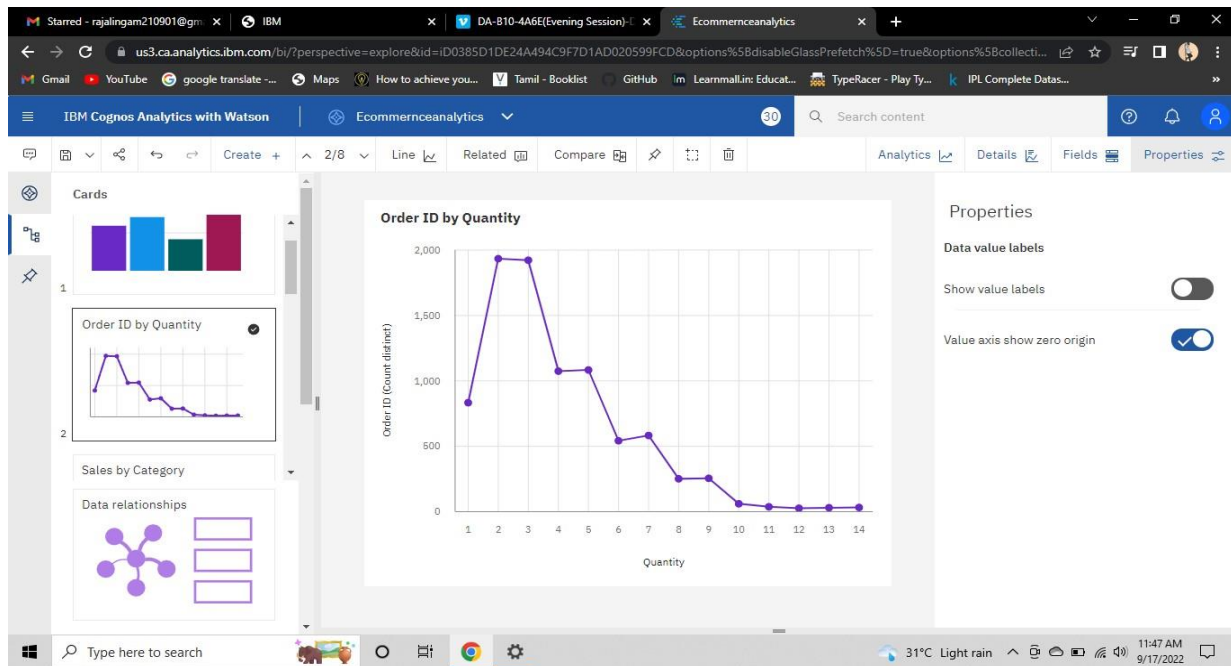 Starred - rajalingam210901@gm
IBM
DA-B10-4A6E(Evening Session)-
Ecommernceanalytics
us3.ca.analytics.ibm.com/bi/?perspective=explore&id=iD0385D1DE24A494C9F7D1AD020599FCD&options%5BdisableGlassPrefetch%5D=true&options%5Bcollecti...
Gmail
YouTube
google translate -...
Maps
How to achieve you...
Tamil - Booklist
GitHub
Learnmall.in: Educat...
TypeRacer - Play Ty...
IPL Complete Datas...
»
IBM Cognos Analytics with Watson
Ecommernceanalytics
30
Search content
Create +
2/8
Line
Related
Compare
Analytics
Details
Fields
Properties
Cards
1
Order ID by Quantity
2
Sales by Category
Data relationships
Order ID by Quantity
2,000
1,500
1,000
500
0
Order ID (Count distinct)
1 2 3 4 5 6 7 8 9 10 11 12 13 14
Quantity
Properties
Data value labels
Show value labels
Value axis show zero origin
Type here to search
31°C Light rain
11:47 AM
9/17/2022